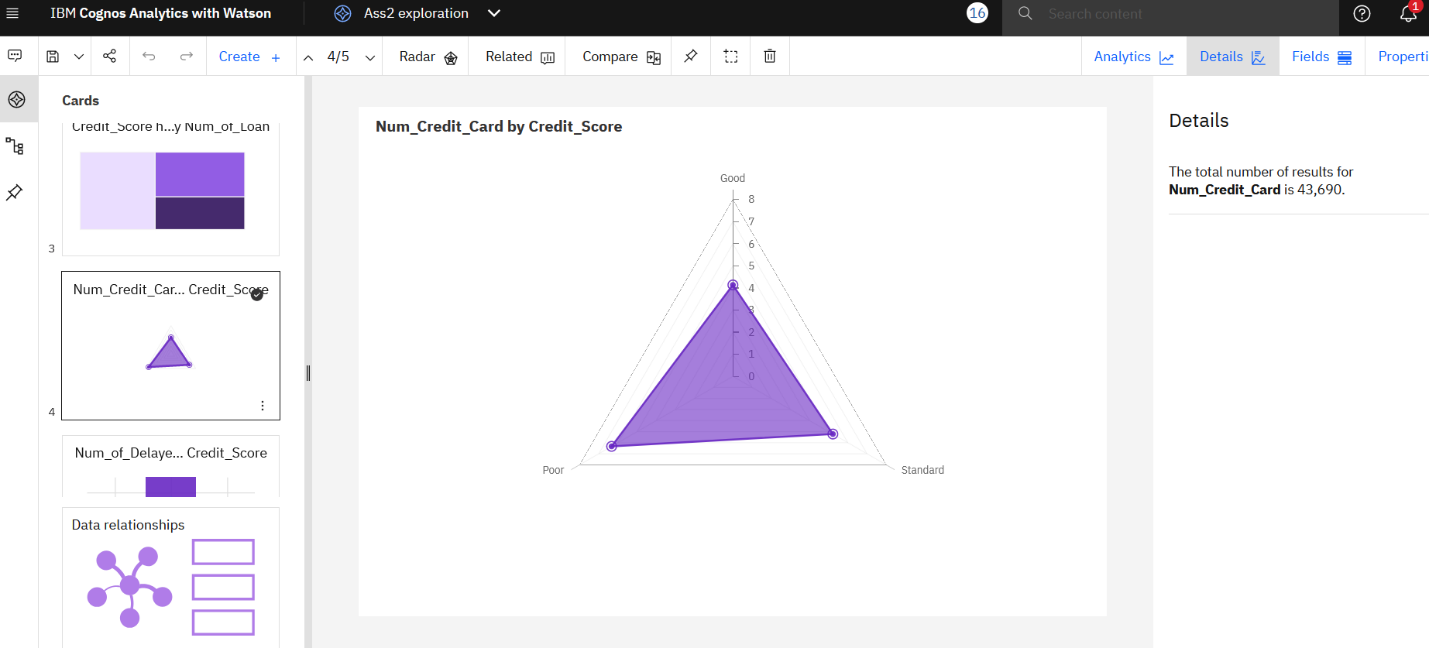 IBM Cognos Analytics with Watson
Ass2 exploration
16
Search content
1
Create +
4/5
Radar
Related
Compare
Analytics
Details
Fields
Properti
Cards
Credit_Score h...y Num_of_Loan
3
Num_Credit_Car... Credit_Score
4
Num_of_Delaye... Credit_Score
Data relationships
Num_Credit_Card by Credit_Score
Good
8
7
6
5
4
3
2
1
0
Poor
Standard
Details
The total number of results for
Num_Credit_Card is 43,690.